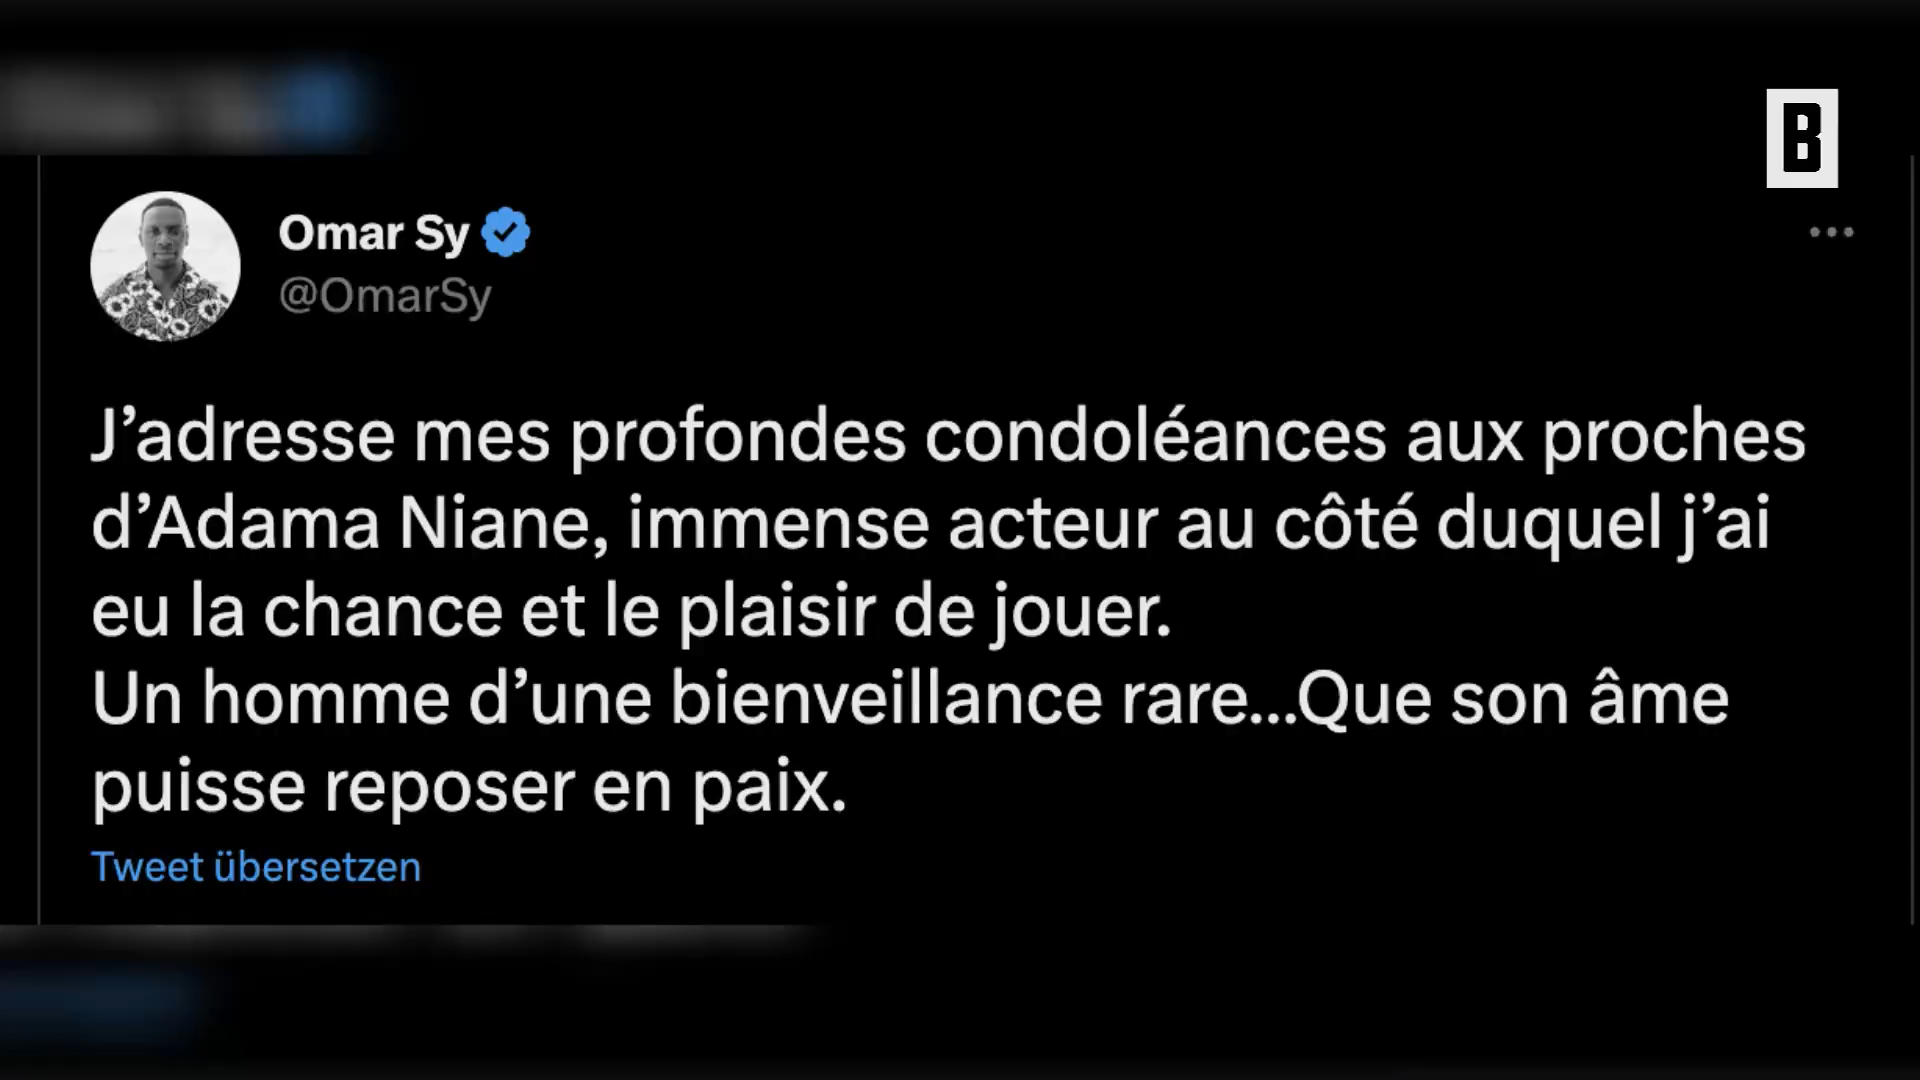 B
Omar Sy
@OmarSy
J’adresse mes profondes condoléances aux proches
d’Adama Niane, immense acteur au côté duquel j’ai
eu la chance et le plaisir de jouer.
Un homme d’une bienveillance rare...Que son âme
puisse reposer en paix.
Tweet übersetzen